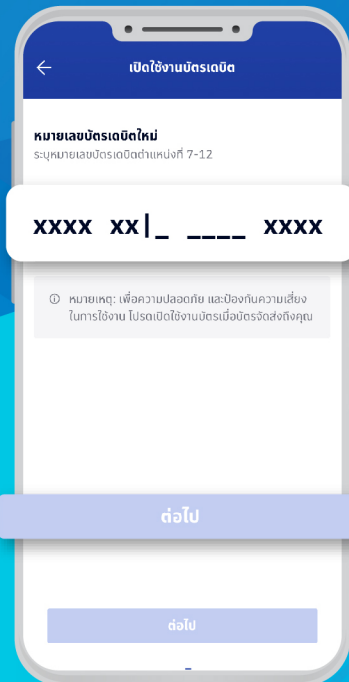 เปิดใช้งานบัตรเดบิต
หมายเลขบัตรเดบิตใหม่
ระบุหมายเลขบัตรเดบิตตำแหน่งที่ 7-12
xxxx xx|_ ____ xxxx
หมายเหตุ: เพื่อความปลอดภัย และป้องกันความเสี่ยง
ในการใช้งาน โปรดเปิดใช้งานบัตรเมื่อบัตรจัดส่งถึงคุณ
ต่อไป
ต่อไป